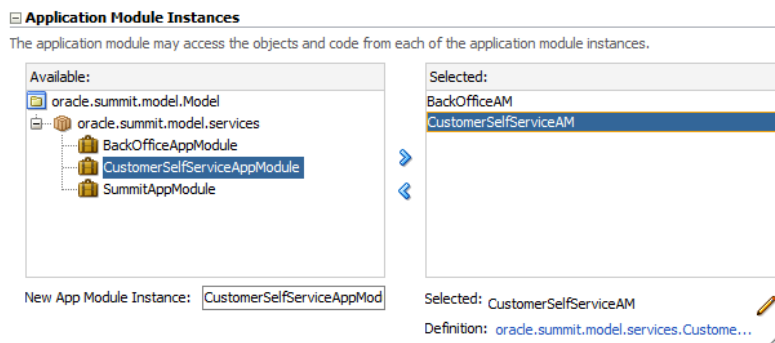 Application Module Instances
The application module may access the objects and code from each of the application module instances.
Available:
oracle.summit.model.Model
oracle.summit.model.services
BackOfficeAppModule
CustomerSelfServiceAppModule
SummitAppModule
New App Module Instance: CustomerSelfServiceAppMod
Selected:
BackOfficeAM
CustomerSelfServiceAM
Selected: CustomerSelfServiceAM
Definition: oracle.summit.model.services.Custome...